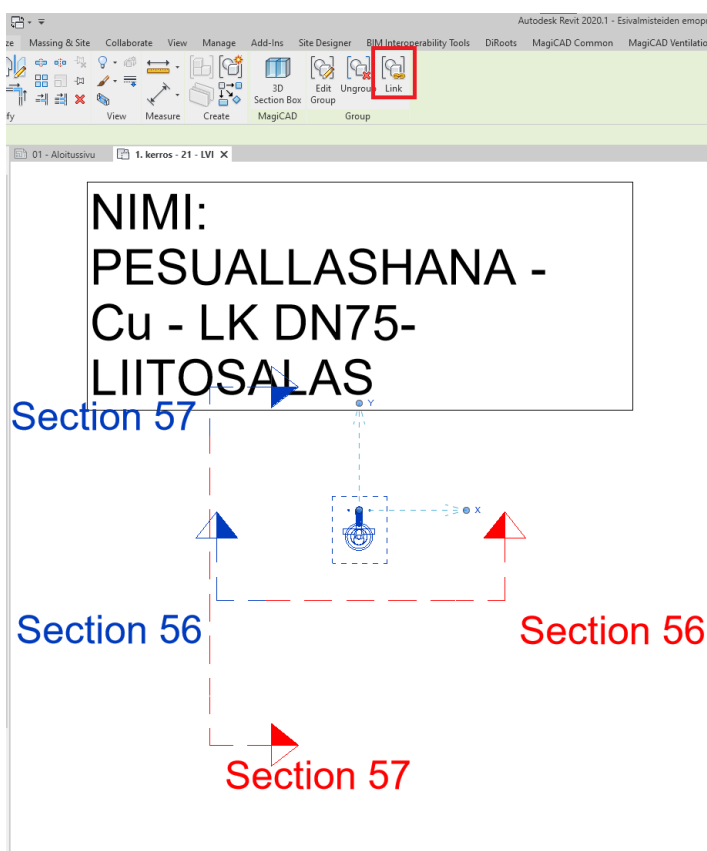 Autodesk Revit 2020.1 - Esivalmisteiden emop
ze Massing & Site Collaborate View Manage Add-Ins Site Designer BIM Interoperability Tools DiRoots MagiCAD Common MagiCAD Ventilatio
3D Section Box
Edit Group
Ungroup
Link
fy View Measure Create MagiCAD Group
01 - Aloitussivu 1. kerros - 21 - LVI X
NIMI:
PESUALLASHANA -
Cu - LK DN75-
LIITOSALAS
Section 57
Y
X
Section 56
Section 56
Section 57